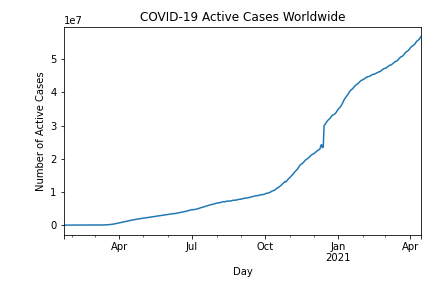 COVID-19 Active Cases Worldwide
1e7
5
4
3
2
1
0
Number of Active Cases
Apr
Jul
Oct
Jan
2021
Apr
Day